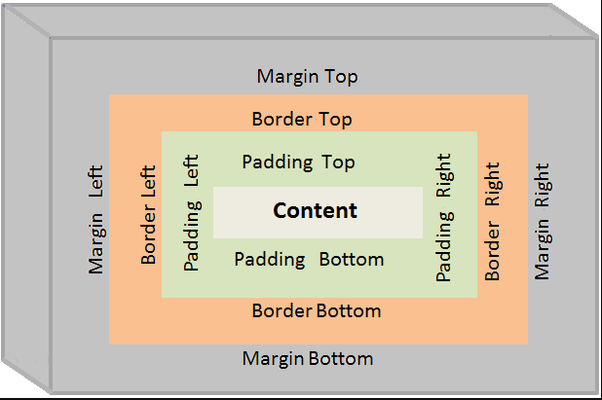 Margin Top
Border Top
Padding Top
Margin Left
Border Left
Padding Left
Content
Padding Right
Border Right
Margin Right
Padding Bottom
Border Bottom
Margin Bottom